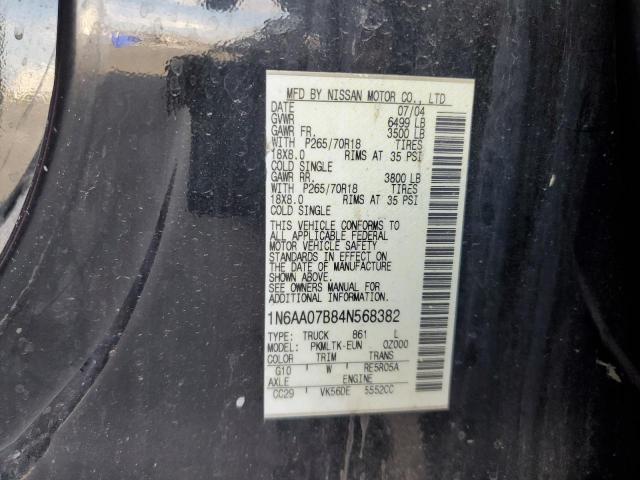 MFD BY NISSAN MOTOR CO., LTD
DATE 07/04
GVWR 6499 LB
GAWR FR. 3500 LB
WITH P265/70R18 TIRES
18X8.0 RIMS AT 35 PSI
COLD SINGLE
GAWR RR. 3800 LB
WITH P265/70R18 TIRES
18X8.0 RIMS AT 35 PSI
COLD SINGLE
THIS VEHICLE CONFORMS TO
ALL APPLICABLE FEDERAL
MOTOR VEHICLE SAFETY
STANDARDS IN EFFECT ON
THE DATE OF MANUFACTURE
SHOWN ABOVE.
SEE OWNERS MANUAL FOR
ADDITIONAL INFORMATION.
1N6AA07B84N568382
TYPE: TRUCK 861 L
MODEL: PKMLTK-EUN 0Z000
COLOR TRIM TRANS
G10 W RE5R05A
AXLE ENGINE
CC29 VK56DE 5552CC